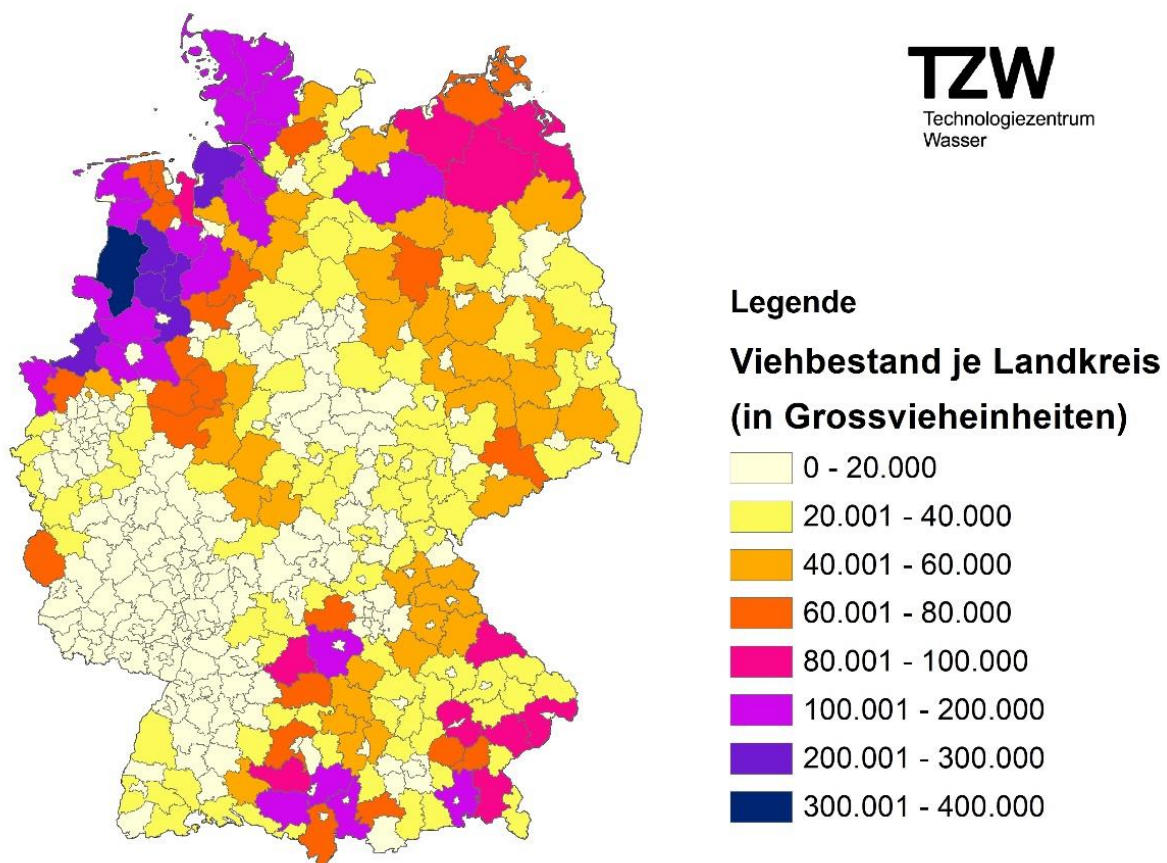 TZW
Technologiezentrum
Wasser
Legende
Viehbestand je Landkreis
(in Grossvieheinheiten)
0 - 20.000
20.001 - 40.000
40.001 - 60.000
60.001 - 80.000
80.001 - 100.000
100.001 - 200.000
200.001 - 300.000
300.001 - 400.000